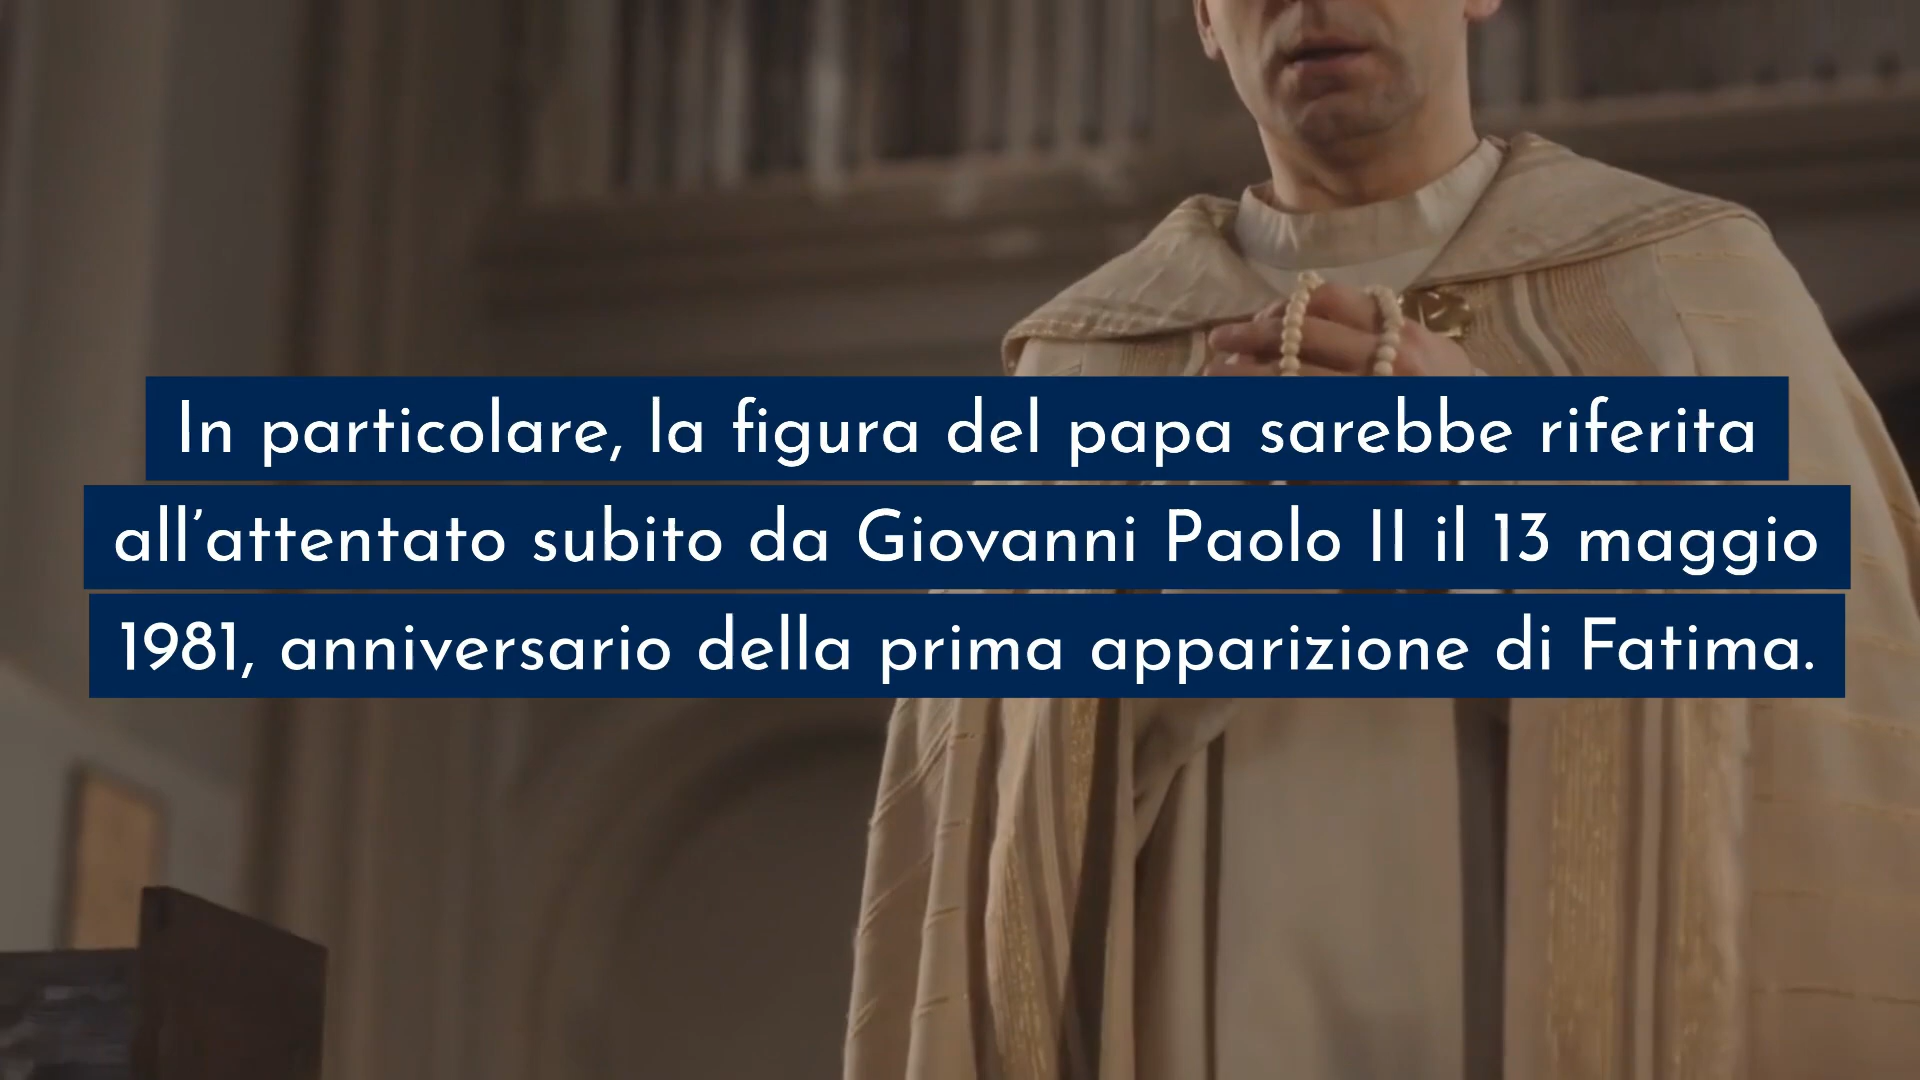 In particolare, la figura del papa sarebbe riferita
all’attentato subito da Giovanni Paolo II il 13 maggio
1981, anniversario della prima apparizione di Fatima.